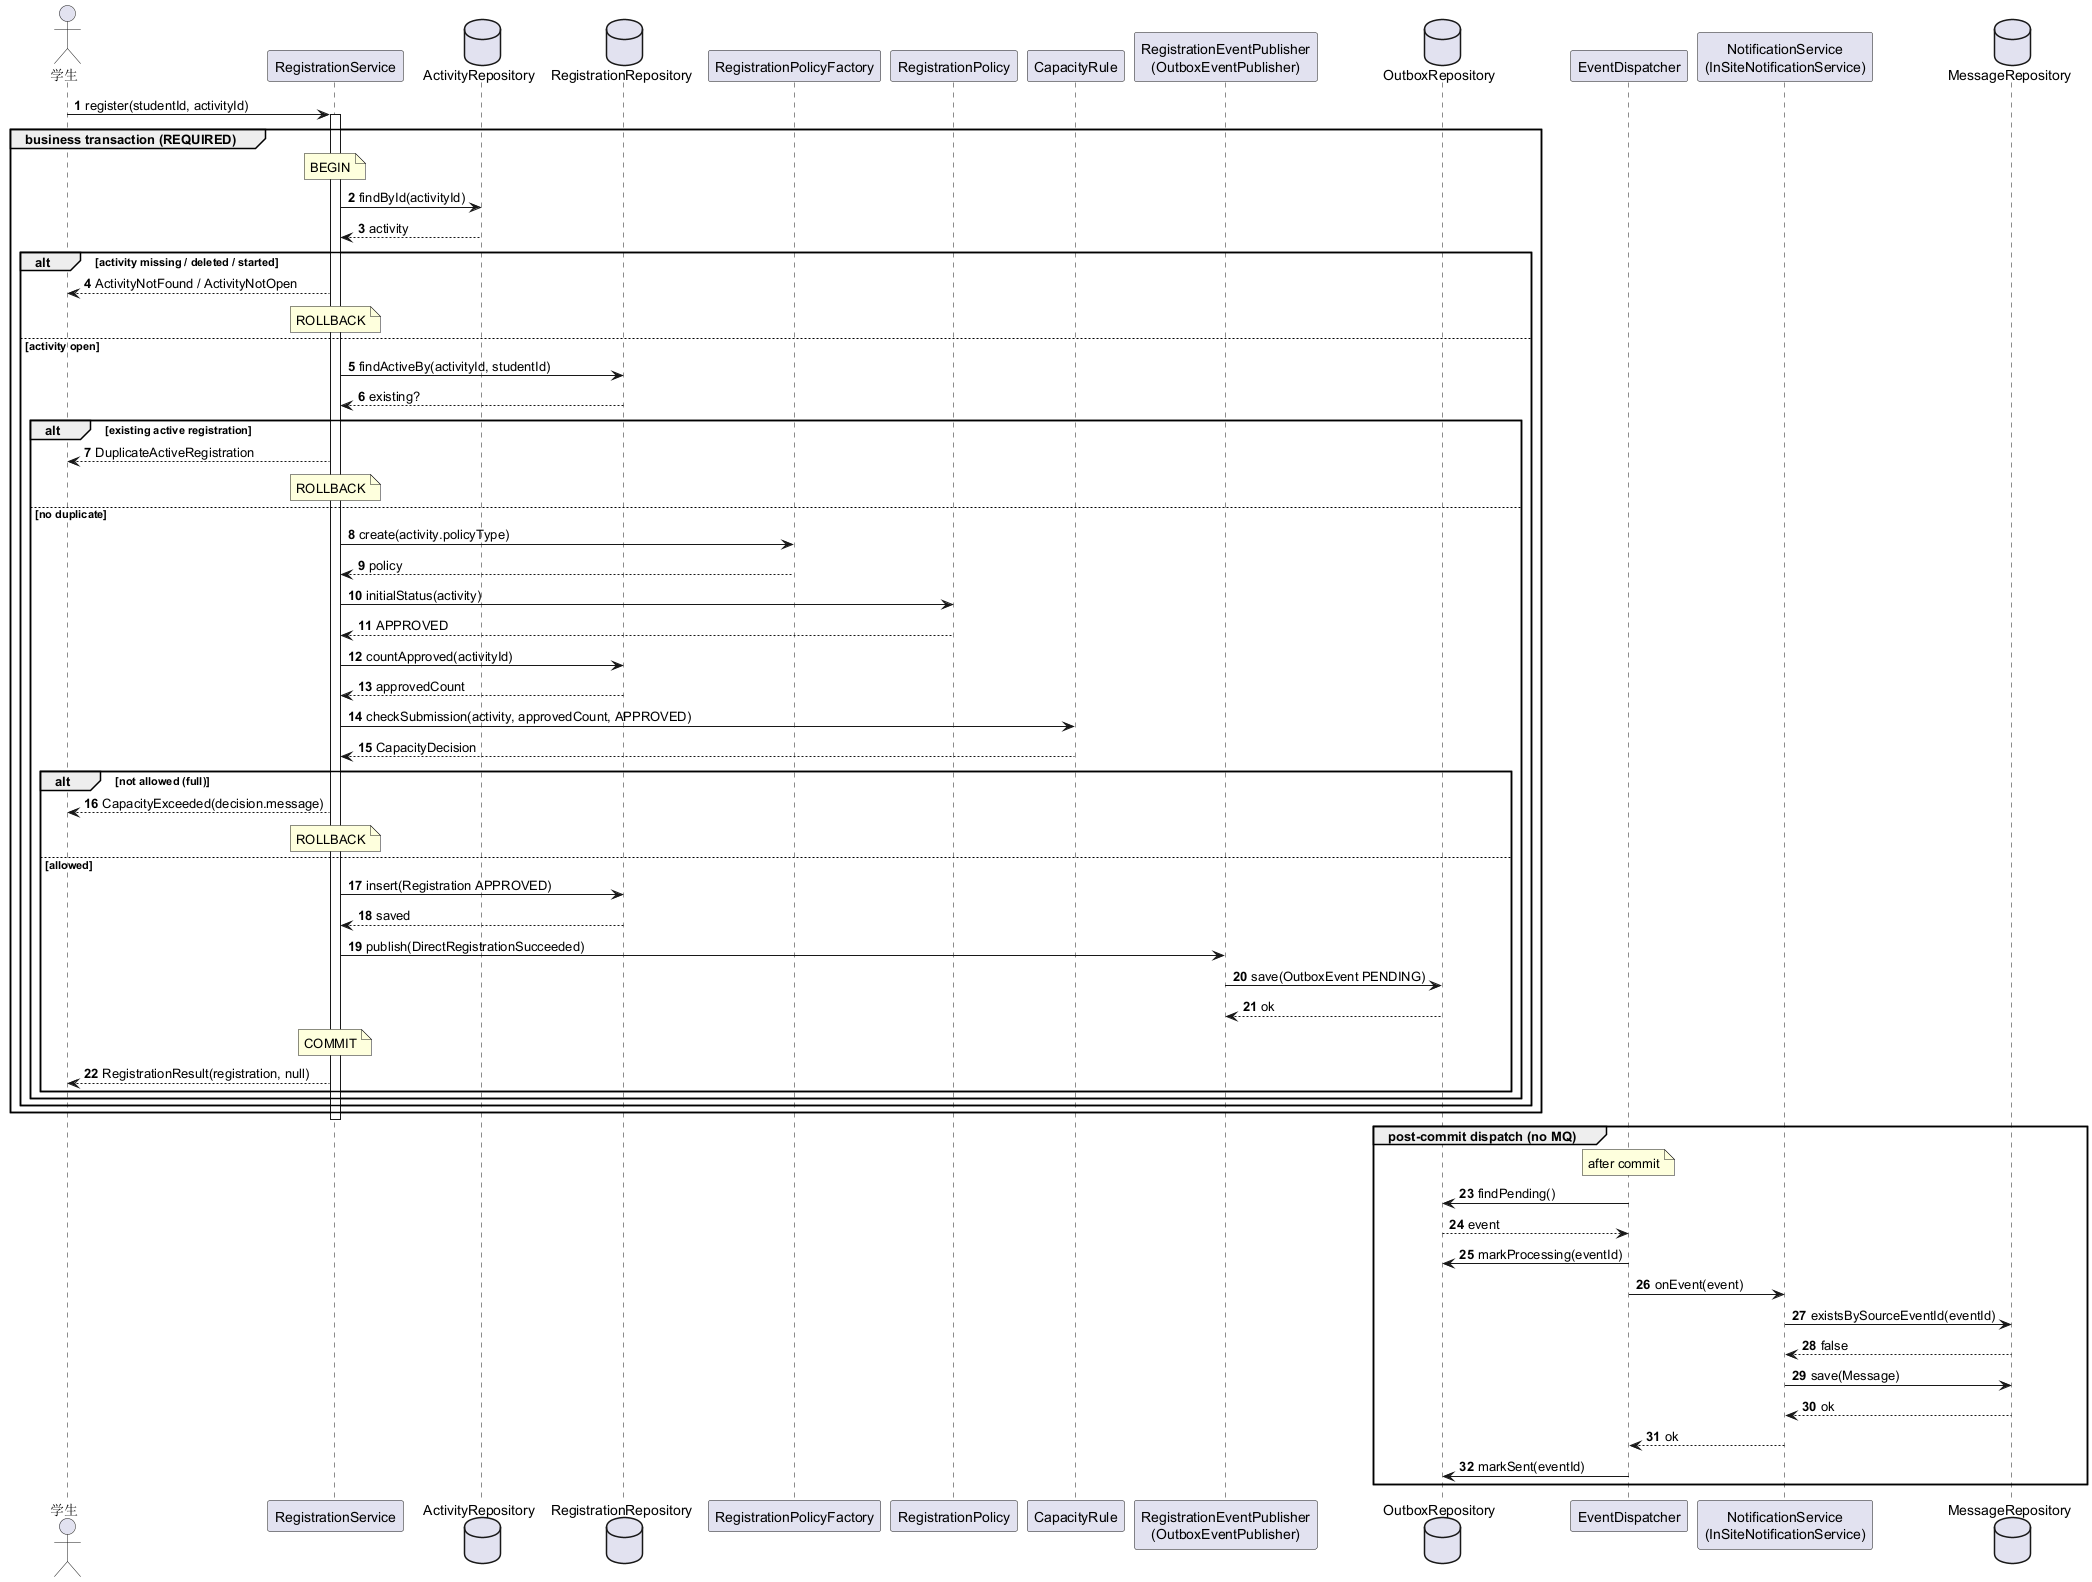 学生
RegistrationService
ActivityRepository
RegistrationRepository
RegistrationPolicyFactory
RegistrationPolicy
CapacityRule
RegistrationEventPublisher
(OutboxEventPublisher)
OutboxRepository
EventDispatcher
NotificationService
(InSiteNotificationService)
MessageRepository
1 register(studentId, activityId)
business transaction (REQUIRED)
BEGIN
2 findById(activityId)
3 activity
alt [activity missing / deleted / started]
4 ActivityNotFound / ActivityNotOpen
ROLLBACK
[activity open]
5 findActiveBy(activityId, studentId)
6 existing?
alt [existing active registration]
7 DuplicateActiveRegistration
ROLLBACK
[no duplicate]
8 create(activity.policyType)
9 policy
10 initialStatus(activity)
11 APPROVED
12 countApproved(activityId)
13 approvedCount
14 checkSubmission(activity, approvedCount, APPROVED)
15 CapacityDecision
alt [not allowed (full)]
16 CapacityExceeded(decision.message)
ROLLBACK
[allowed]
17 insert(Registration APPROVED)
18 saved
19 publish(DirectRegistrationSucceeded)
20 save(OutboxEvent PENDING)
21 ok
COMMIT
22 RegistrationResult(registration, null)
post-commit dispatch (no MQ)
after commit
23 findPending()
24 event
25 markProcessing(eventId)
26 onEvent(event)
27 existsBySourceEventId(eventId)
28 false
29 save(Message)
30 ok
31 ok
32 markSent(eventId)
学生
RegistrationService
ActivityRepository
RegistrationRepository
RegistrationPolicyFactory
RegistrationPolicy
CapacityRule
RegistrationEventPublisher
(OutboxEventPublisher)
OutboxRepository
EventDispatcher
NotificationService
(InSiteNotificationService)
MessageRepository